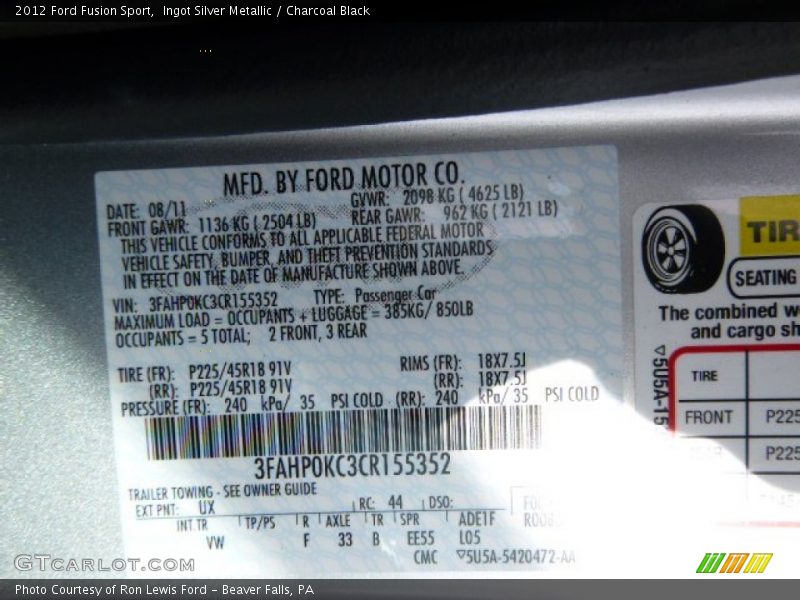 2012 Ford Fusion Sport,  Ingot Silver Metallic / Charcoal Black
MFD. BY FORD MOTOR CO.
DATE: 08/11 GVWR: 2098 KG ( 4625 LB)
FRONT GAWR: 1136 KG ( 2504 LB) REAR GAWR: 962 KG ( 2121 LB)
THIS VEHICLE CONFORMS TO ALL APPLICABLE FEDERAL MOTOR
VEHICLE SAFETY, BUMPER, AND THEFT PREVENTION STANDARDS
IN EFFECT ON THE DATE OF MANUFACTURE SHOWN ABOVE.
VIN: 3FAHP0KC3CR155352 TYPE: Passenger Car
MAXIMUM LOAD = OCCUPANTS + LUGGAGE = 385KG/ 850LB
OCCUPANTS = 5 TOTAL; 2 FRONT, 3 REAR
TIRE (FR): P225/45R18 91V RIMS (FR): 18X7.5J
(RR): P225/45R18 91V (RR): 18X7.5J
PRESSURE (FR): 240 kPa/ 35 PSI COLD (RR): 240 kPa/ 35 PSI COLD
3FAHP0KC3CR155352
TRAILER TOWING - SEE OWNER GUIDE
EXT PNT: UX RC: 44 DSO:
INT TR TP/PS R AXLE TR SPR ADE1F
VW F 33 B EE55 L05
CMC ▽5U5A-5420472-AA
TIR
SEATING
The combined w
and cargo sh
▽5U5A-15
TIRE
FRONT P225
P225
GTcarlot.com
Photo Courtesy of Ron Lewis Ford – Beaver Falls, PA